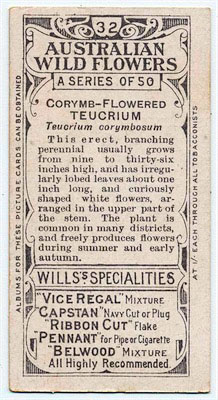 32
AUSTRALIAN
WILD FLOWERS
A SERIES OF 50
CORYMB-FLOWERED
TEUCRIUM
Teucrium corymbosum
This erect, branching
perennial usually grows
from nine to thirty-six
inches high, and has irregu-
larly lobed leaves about one
inch long, and curiously
shaped white flowers, ar-
ranged in the upper part of
the stem. The plant is
common in many districts,
and freely produces flowers
during summer and early
autumn.
WILLS'S SPECIALITIES
"VICE REGAL" MIXTURE
"CAPSTAN" NAVY CUT or PLUG
"RIBBON CUT" Flake
"PENNANT" for Pipe or Cigarette
"BELWOOD" MIXTURE
All Highly Recommended
ALBUMS FOR THESE PICTURE CARDS CAN BE OBTAINED
EACH THROUGH ALL TOBACCONISTS